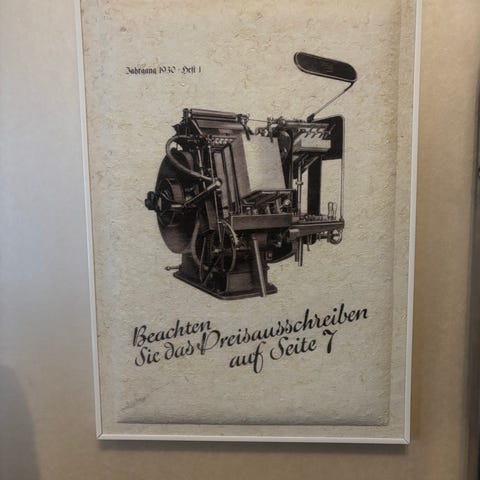 Jahrgang 1930 · Heft 1
Beachten
Sie das Preisausschreiben
auf Seite 7